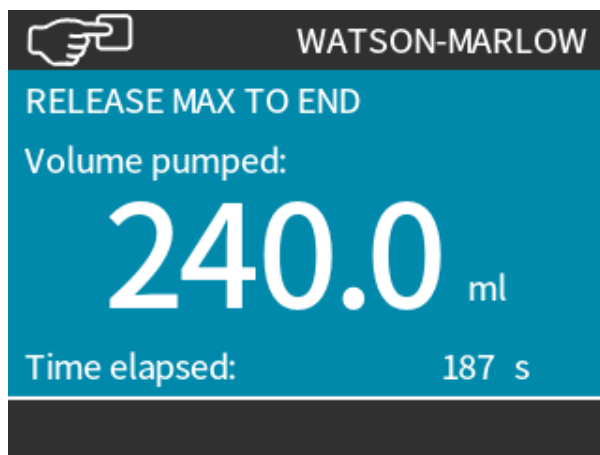 WATSON-MARLOW
RELEASE MAX TO END
Volume pumped:
240.0 ml
Time elapsed: 187 s